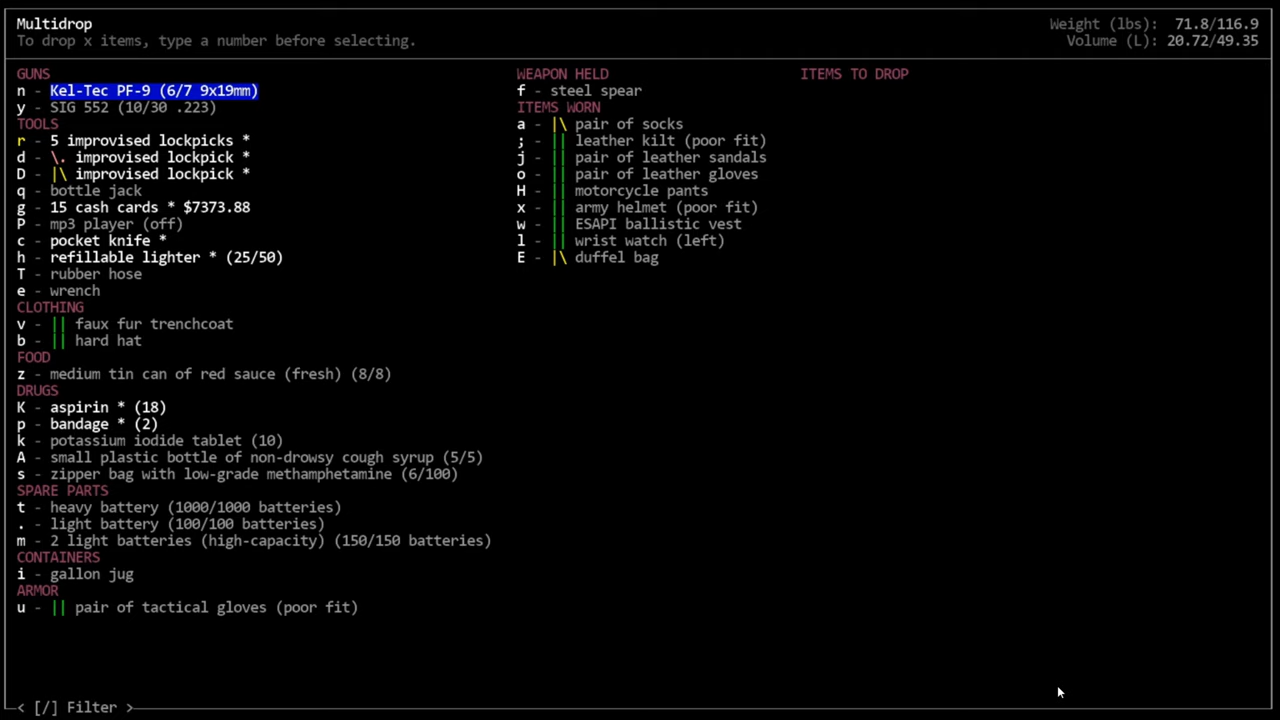 Multidrop
To drop x items, type a number before selecting.
Weight (lbs): 71.8/116.9
Volume (L): 20.72/49.35
GUNS
n - Kel-Tec PF-9 (6/7 9x19mm)
y - SIG 552 (10/30 .223)
TOOLS
r - 5 improvised lockpicks *
d - \. improvised lockpick *
D - |\ improvised lockpick *
q - bottle jack
g - 15 cash cards * $7373.88
P - mp3 player (off)
c - pocket knife *
h - refillable lighter * (25/50)
T - rubber hose
e - wrench
CLOTHING
v - || faux fur trenchcoat
b - || hard hat
FOOD
z - medium tin can of red sauce (fresh) (8/8)
DRUGS
K - aspirin * (18)
p - bandage * (2)
k - potassium iodide tablet (10)
A - small plastic bottle of non-drowsy cough syrup (5/5)
s - zipper bag with low-grade methamphetamine (6/100)
SPARE PARTS
t - heavy battery (1000/1000 batteries)
. - light battery (100/100 batteries)
m - 2 light batteries (high-capacity) (150/150 batteries)
CONTAINERS
i - gallon jug
ARMOR
u - || pair of tactical gloves (poor fit)
WEAPON HELD
f - steel spear
ITEMS WORN
a - |\ pair of socks
; - || leather kilt (poor fit)
j - || pair of leather sandals
o - || pair of leather gloves
H - || motorcycle pants
x - || army helmet (poor fit)
w - || ESAPI ballistic vest
l - || wrist watch (left)
E - |\ duffel bag
ITEMS TO DROP
< [/] Filter >